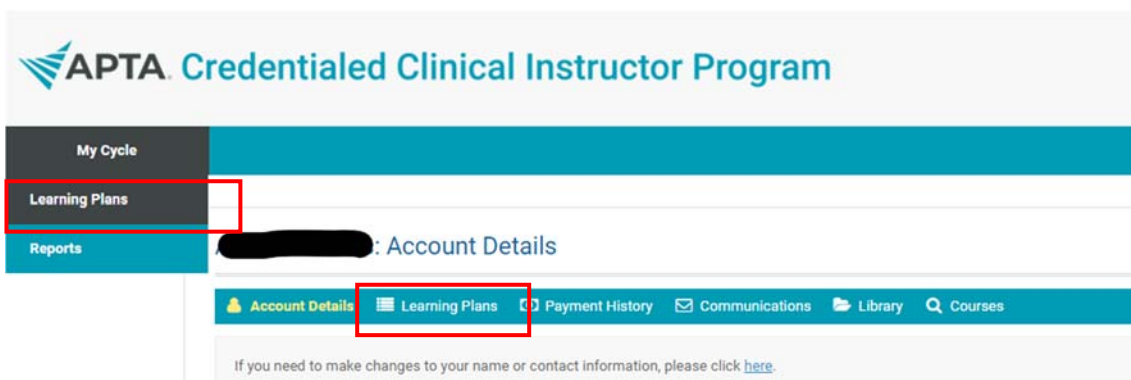 APTA. Credentialed Clinical Instructor Program
My Cycle
Learning Plans
Reports
: Account Details
Account Details Learning Plans Payment History Communications Library Courses
If you need to make changes to your name or contact information, please click here.